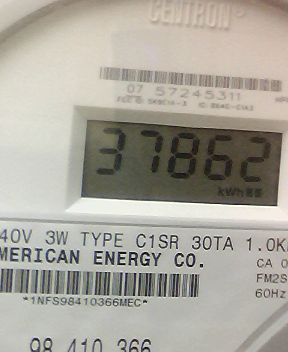 CENTRON
07 57245311
37862
kWh
40V 3W TYPE C1SR 30TA 1.0K
MERICAN ENERGY CO.
CA 0
FM2S
60Hz
*1NFS98410366MEC*
98 410 366